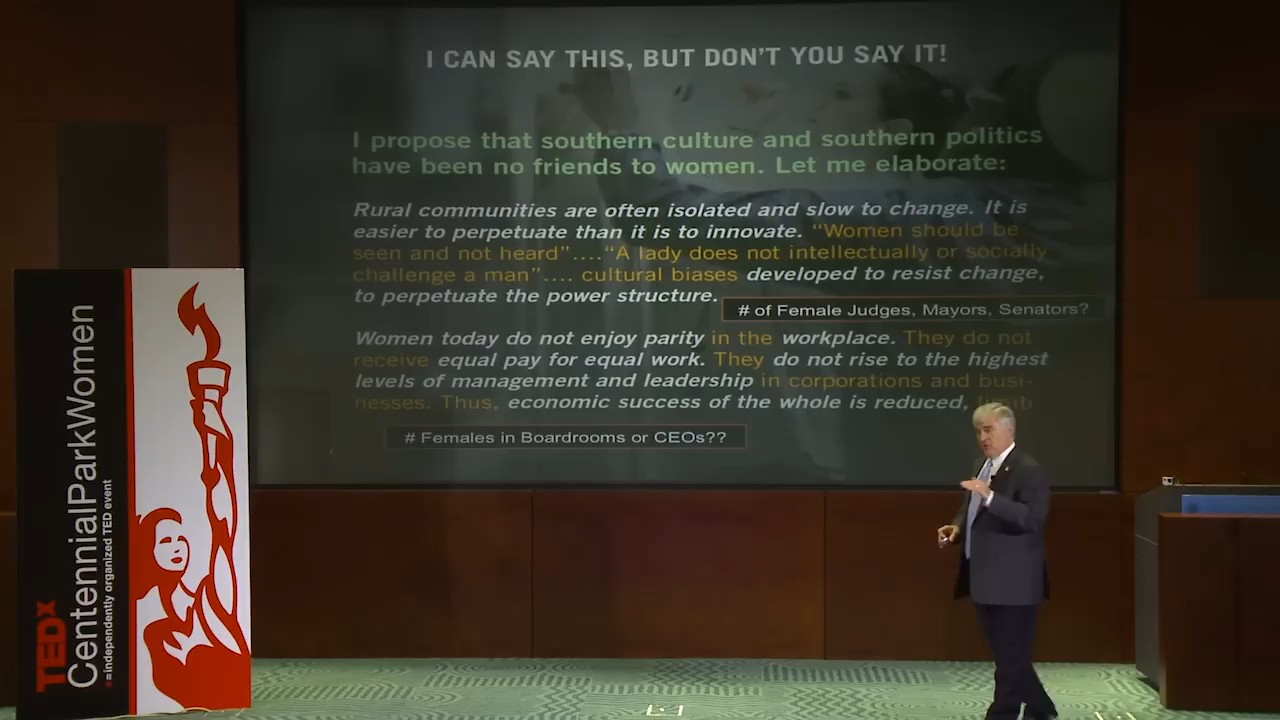 I CAN SAY THIS, BUT DON'T YOU SAY IT!
I propose that southern culture and southern politics
have been no friends to women. Let me elaborate:
Rural communities are often isolated and slow to change. It is
easier to perpetuate than it is to innovate. “Women should be
seen and not heard”....“A lady does not intellectually or socially
challenge a man”.... cultural biases developed to resist change,
to perpetuate the power structure.
# of Female Judges, Mayors, Senators?
Women today do not enjoy parity in the workplace. They do not
receive equal pay for equal work. They do not rise to the highest
levels of management and leadership in corporations and busi-
nesses. Thus, economic success of the whole is reduced,
# Females in Boardrooms or CEOs??
TEDx
CentennialParkWomen
x=independently organized TED event